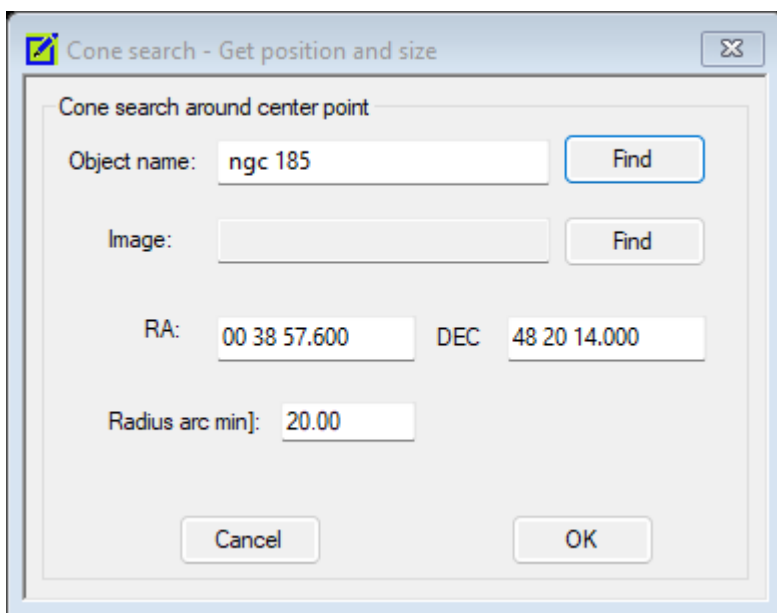 Cone search - Get position and size
Cone search around center point
Object name: ngc 185 Find
Image: Find
RA: 00 38 57.600 DEC 48 20 14.000
Radius arc min]: 20.00
Cancel OK